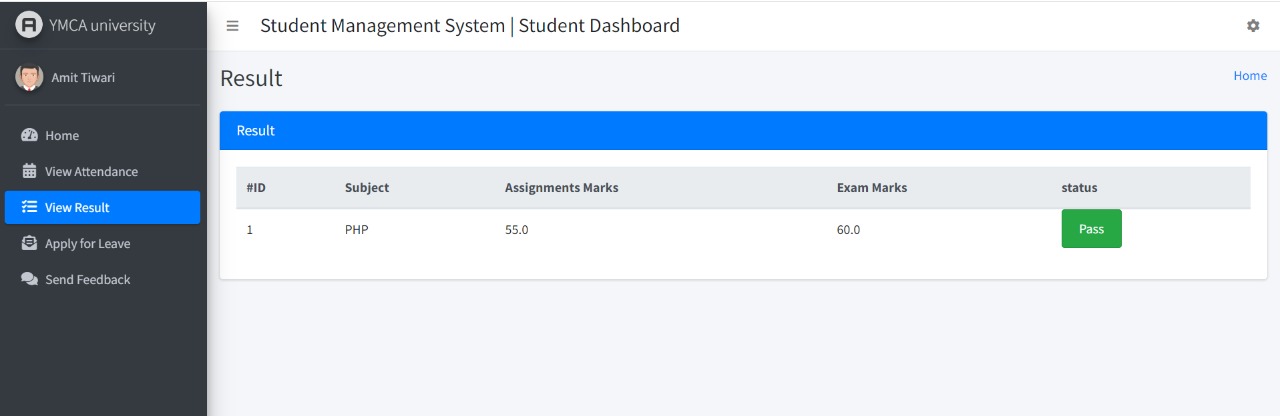 YMCA university
Student Management System | Student Dashboard
Amit Tiwari
Result
Home
Home
View Attendance
View Result
Apply for Leave
Send Feedback
Result
#ID Subject Assignments Marks Exam Marks status
1 PHP 55.0 60.0 Pass